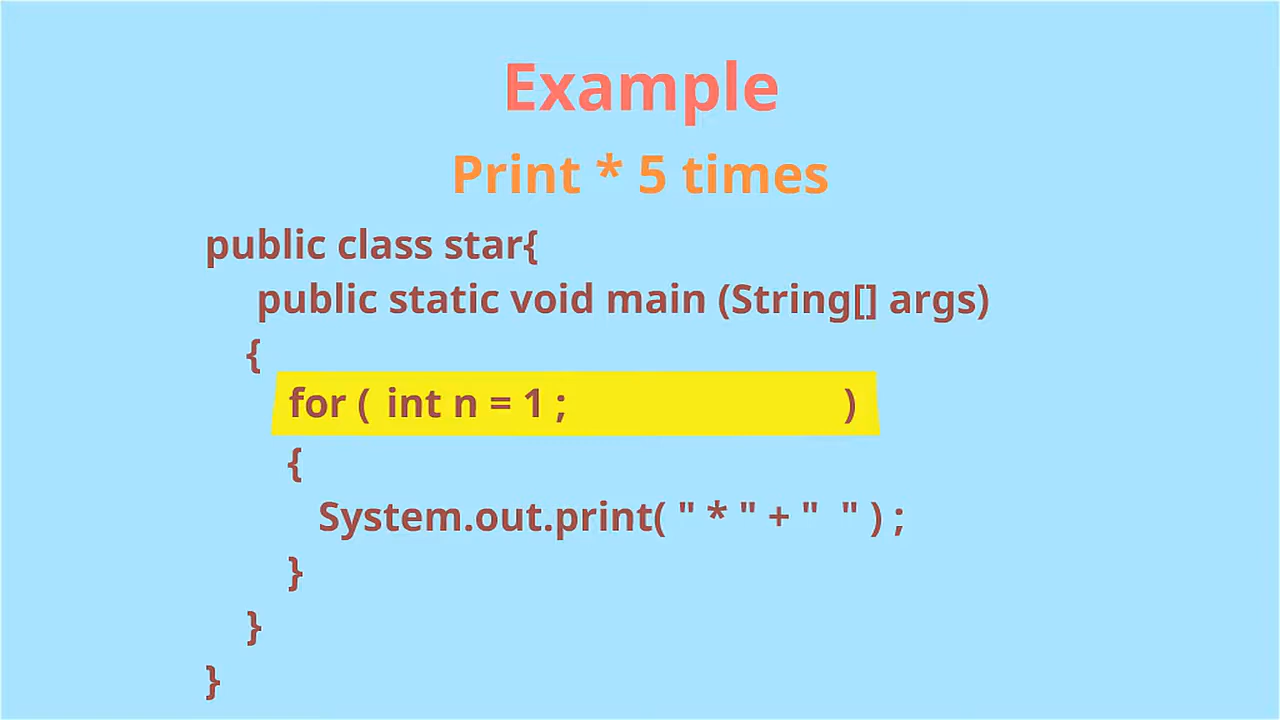 Example
Print * 5 times
public class star{
public static void main (String[] args)
{
for ( int n = 1 ; )
{
System.out.print( " * " + "  " ) ;
}
}
}